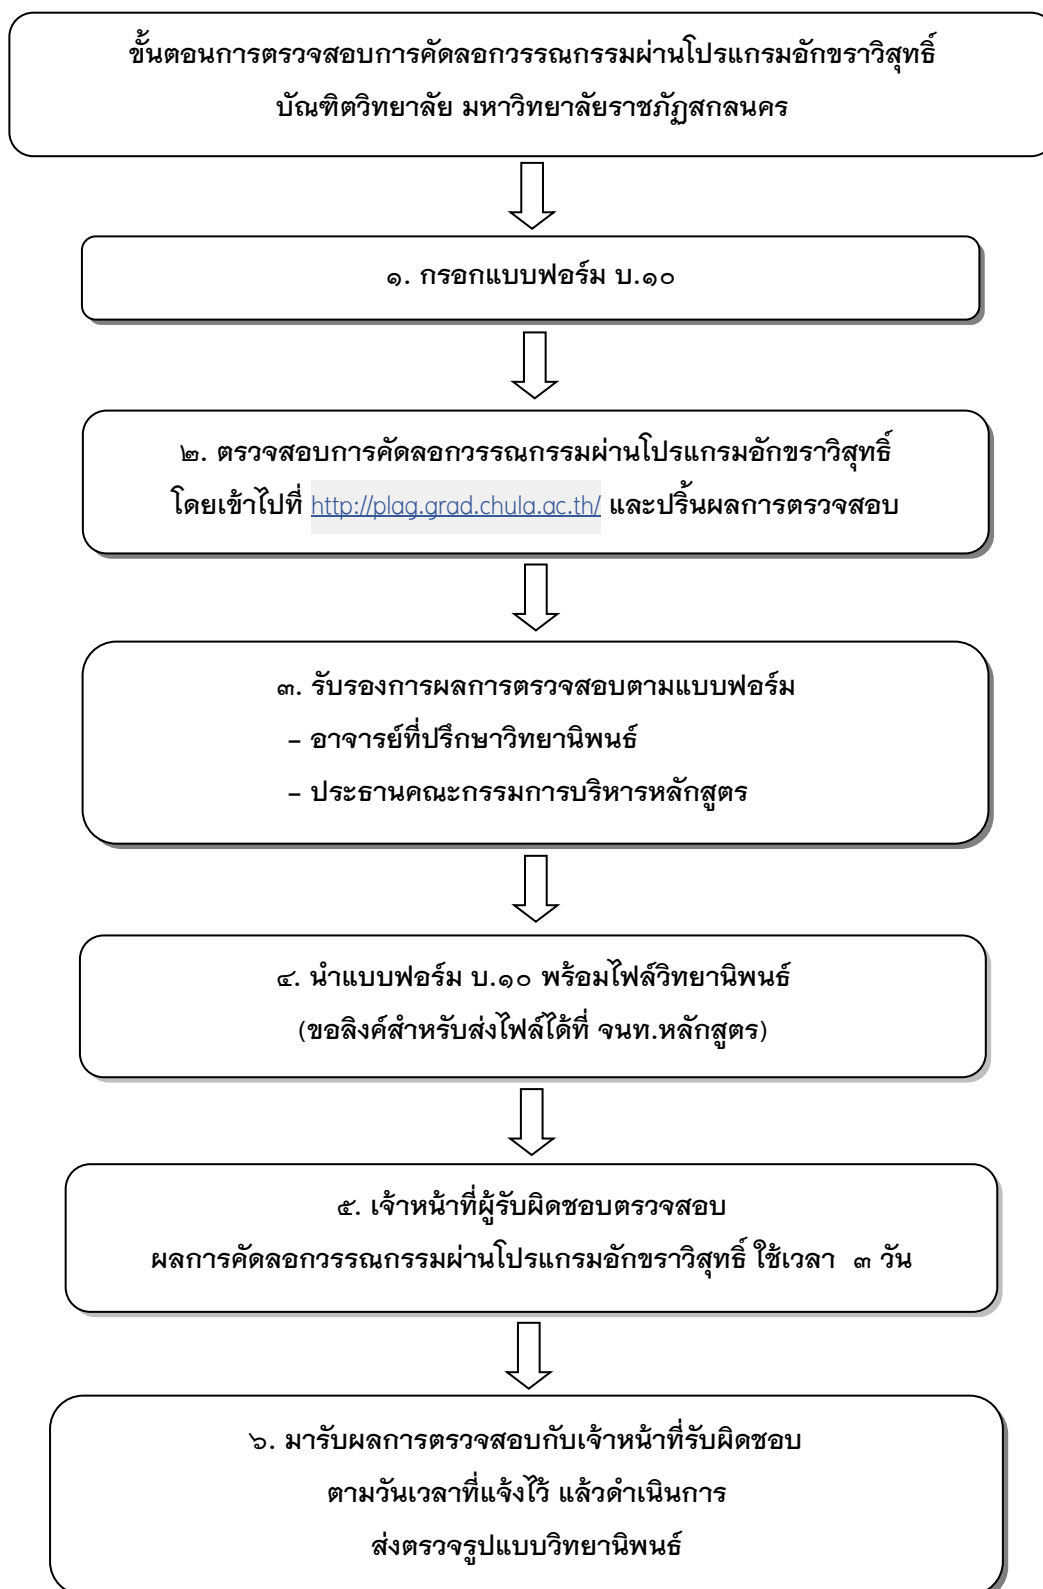 ขั้นตอนการตรวจสอบการคัดลอกวรรณกรรมผ่านโปรแกรมอักขราวิสุทธิ์
บัณฑิตวิทยาลัย มหาวิทยาลัยราชภัฏสกลนคร
๑. กรอกแบบฟอร์ม บ.๑๐
๒. ตรวจสอบการคัดลอกวรรณกรรมผ่านโปรแกรมอักขราวิสุทธิ์
โดยเข้าไปที่ http://plag.grad.chula.ac.th/ และปริ้นผลการตรวจสอบ
๓. รับรองการผลการตรวจสอบตามแบบฟอร์ม
– อาจารย์ที่ปรึกษาวิทยานิพนธ์
– ประธานคณะกรรมการบริหารหลักสูตร
๔. นำแบบฟอร์ม บ.๑๐ พร้อมไฟล์วิทยานิพนธ์
(ขอลิงค์สำหรับส่งไฟล์ได้ที่ จนท.หลักสูตร)
๕. เจ้าหน้าที่ผู้รับผิดชอบตรวจสอบ
ผลการคัดลอกวรรณกรรมผ่านโปรแกรมอักขราวิสุทธิ์ ใช้เวลา ๓ วัน
๖. มารับผลการตรวจสอบกับเจ้าหน้าที่รับผิดชอบ
ตามวันเวลาที่แจ้งไว้ แล้วดำเนินการ
ส่งตรวจรูปแบบวิทยานิพนธ์